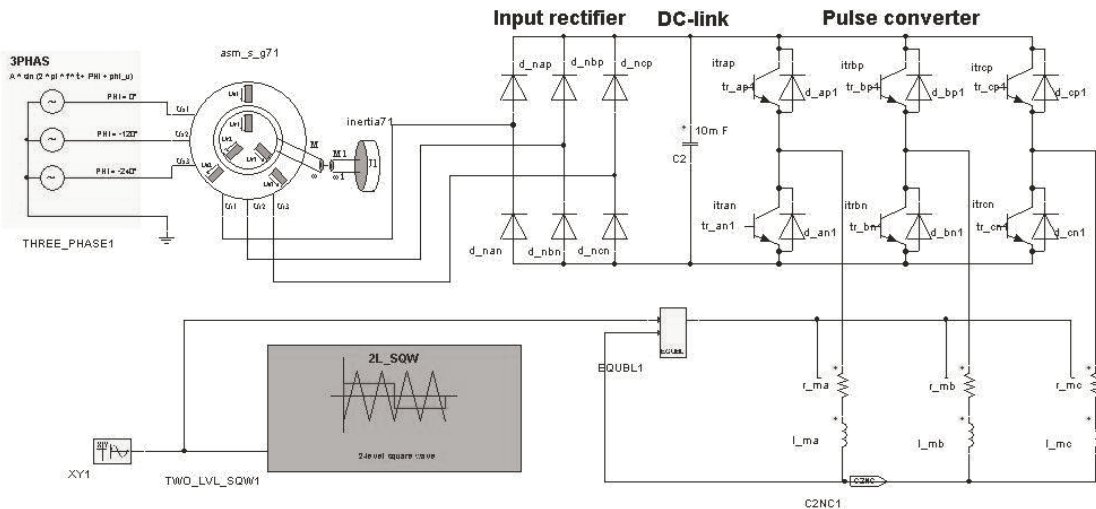 Input rectifier
DC-link
Pulse converter
asm_s_g71
3PHAS
A * sin (2 * pi * f * t + PHI + phi_u)
PHI = 0°
PHI = -120°
PHI = -240°
THREE_PHASE1
inertia71
M
M1
ω
ω1
J1
d_nap
d_nbp
d_ncp
d_nan
d_nbn
d_ncn
10m F
C2
itrap
tr_ap1
d_ap1
itrbp
tr_bp1
d_bp1
itrcp
tr_cp1
d_cp1
itran
tr_an1
d_an1
itrbn
tr_bn1
d_bn1
itrcn
tr_cn1
d_cn1
EQUBL
EQUBL1
2L_SQW
2-level square wave
XY1
TWO_LVL_SQW1
r_ma
r_mb
r_mc
l_ma
l_mb
l_mc
C2NC
C2NC1